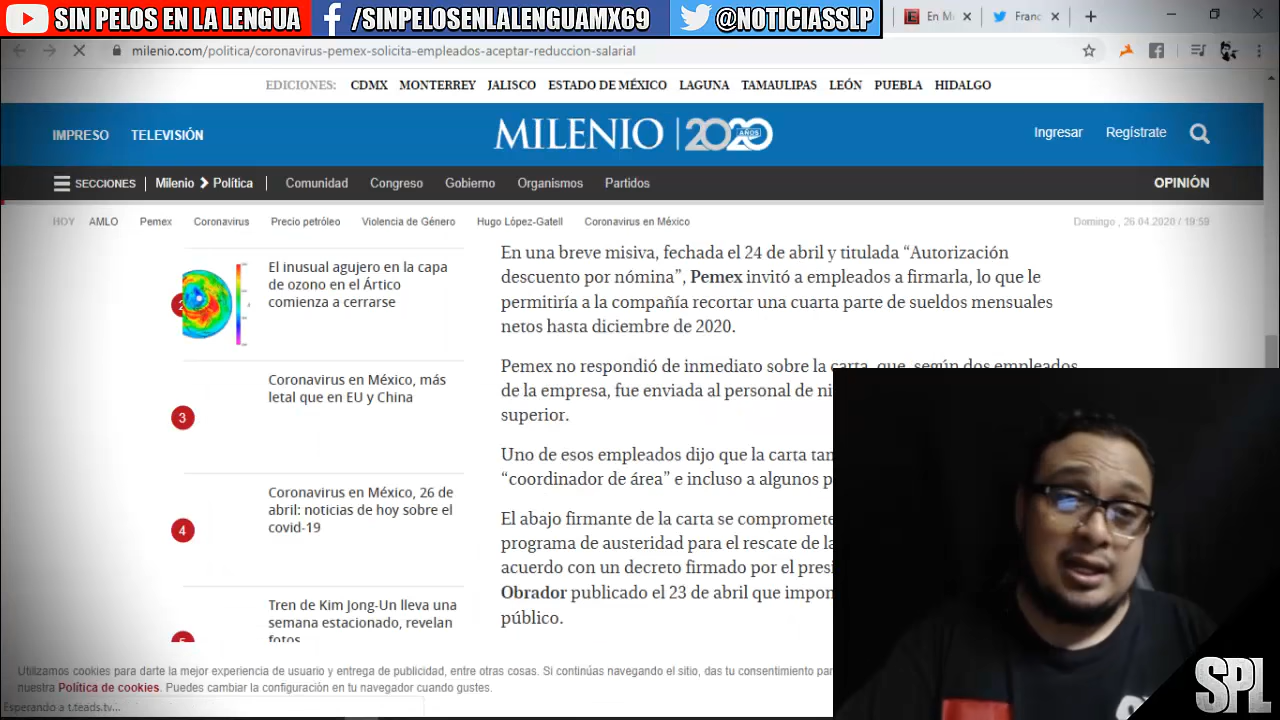 SIN PELOS EN LA LENGUA
/SINPELOSENLALENGUAMX69
@NOTICIASSLP
En M
Franc
milenio.com/politica/coronavirus-pemex-solicita-empleados-aceptar-reduccion-salarial
EDICIONES: CDMX MONTERREY JALISCO ESTADO DE MÉXICO LAGUNA TAMAULIPAS LEÓN PUEBLA HIDALGO
IMPRESO TELEVISIÓN
MILENIO | 2020 AÑOS
Ingresar Regístrate
SECCIONES Milenio Política Comunidad Congreso Gobierno Organismos Partidos OPINIÓN
HOY AMLO Pemex Coronavirus Precio petróleo Violencia de Género Hugo López-Gatell Coronavirus en México Domingo, 26.04.2020 / 19:59
2
El inusual agujero en la capa
de ozono en el Ártico
comienza a cerrarse
3
Coronavirus en México, más
letal que en EU y China
4
Coronavirus en México, 26 de
abril: noticias de hoy sobre el
covid-19
5
Tren de Kim Jong-Un lleva una
semana estacionado, revelan
fotos
En una breve misiva, fechada el 24 de abril y titulada “Autorización
descuento por nómina”, Pemex invitó a empleados a firmarla, lo que le
permitiría a la compañía recortar una cuarta parte de sueldos mensuales
netos hasta diciembre de 2020.
Pemex no respondió de inmediato sobre la carta, que, según dos empleados
de la empresa, fue enviada al personal de ni
superior.
Uno de esos empleados dijo que la carta tam
“coordinador de área” e incluso a algunos p
El abajo firmante de la carta se compromete
programa de austeridad para el rescate de la
acuerdo con un decreto firmado por el presi
Obrador publicado el 23 de abril que impon
público.
Utilizamos cookies para darte la mejor experiencia de usuario y entrega de publicidad, entre otras cosas. Si continúas navegando el sitio, das tu consentimiento par
nuestra Política de cookies. Puedes cambiar la configuración en tu navegador cuando gustes.
Esperando a t.teads.tv...
SPL